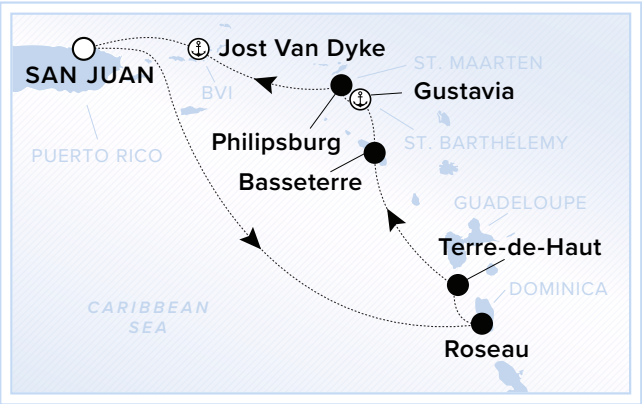 Jost Van Dyke
SAN JUAN
ST. MAARTEN
BVI
Gustavia
Philipsburg
ST. BARTHÉLEMY
PUERTO RICO
Basseterre
GUADELOUPE
Terre-de-Haut
DOMINICA
CARIBBEAN
SEA
Roseau